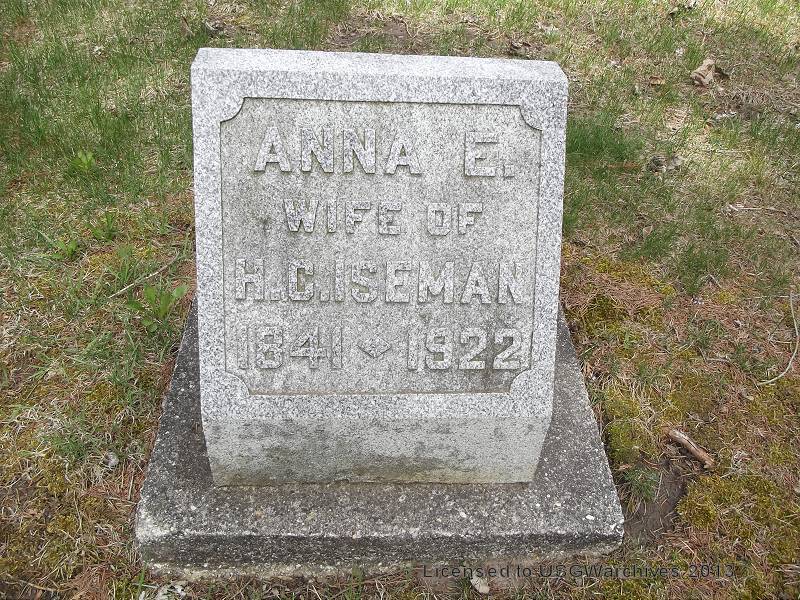 ANNA E.
WIFE OF
H.C.ISEMAN
1841 - 1922
Licensed to USGWarchives 2013